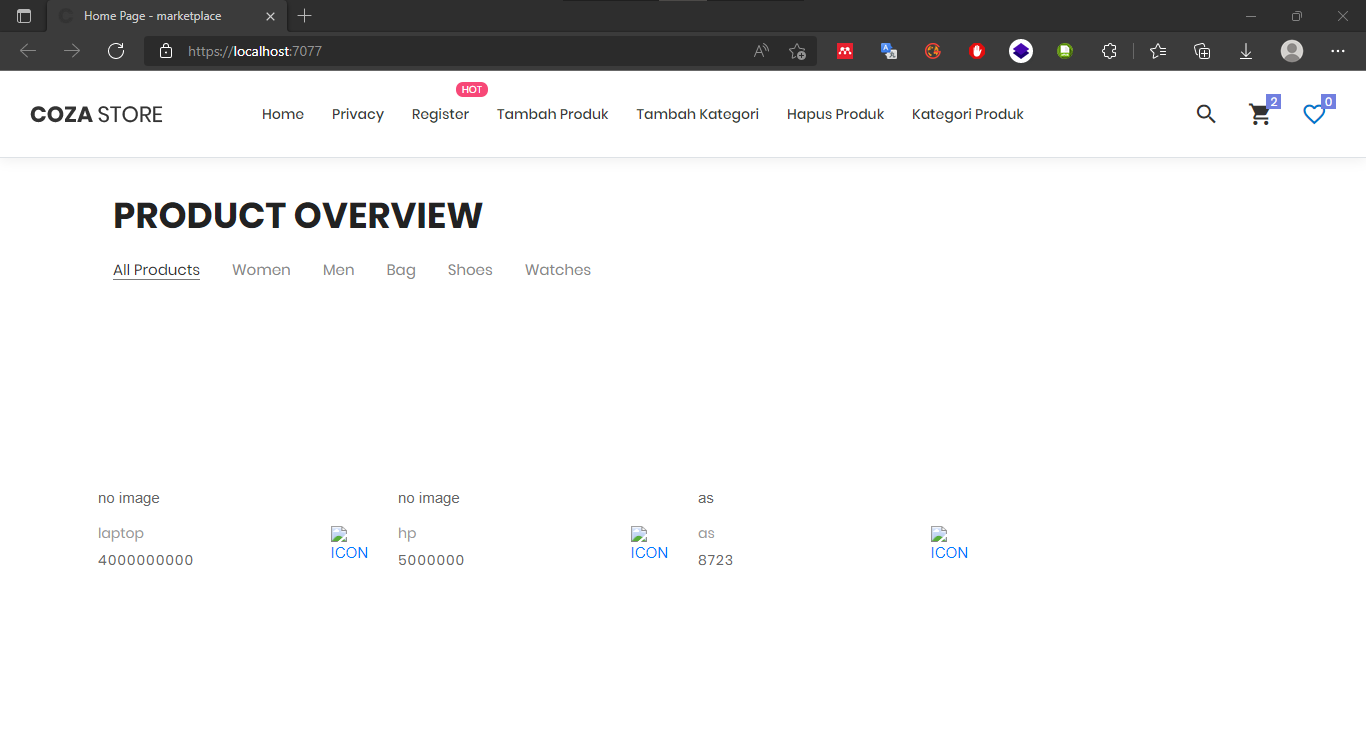 Home Page - marketplace
https://localhost:7077
HOT
COZA STORE Home Privacy Register Tambah Produk Tambah Kategori Hapus Produk Kategori Produk 2 0
PRODUCT OVERVIEW
All Products Women Men Bag Shoes Watches
no image no image as
laptop ICON hp ICON as ICON
4000000000 5000000 8723